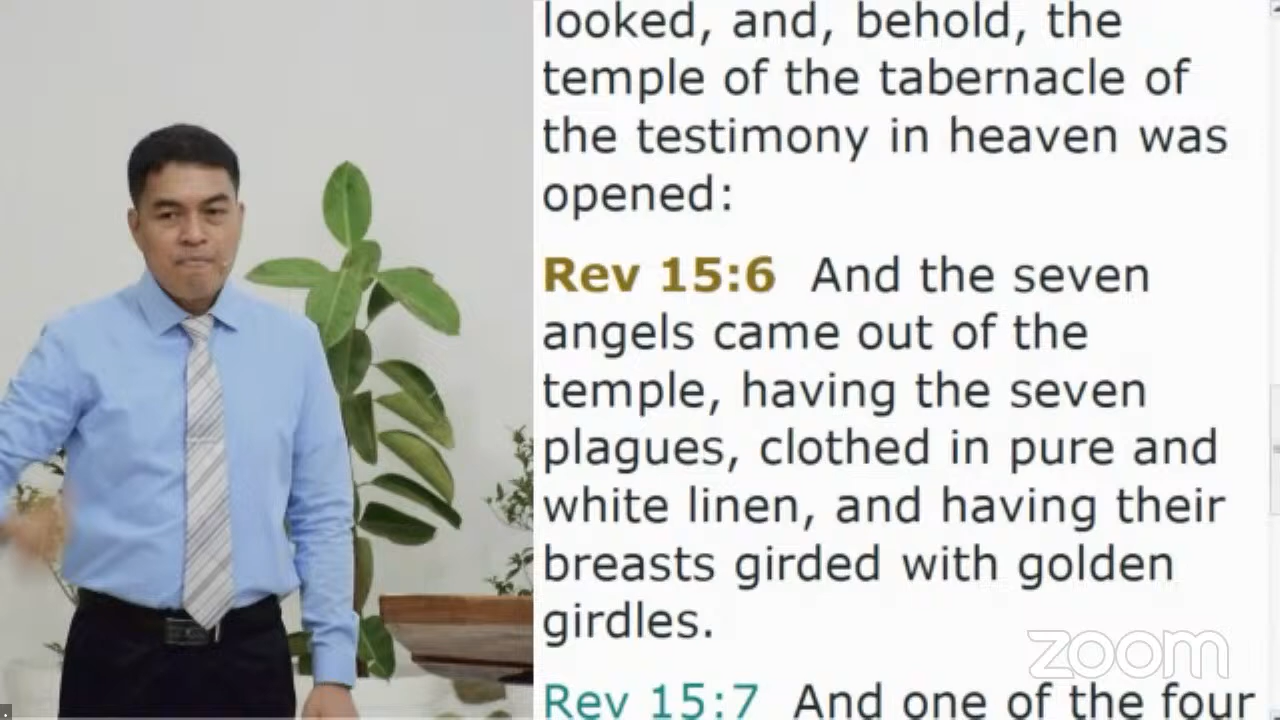 looked, and, behold, the
temple of the tabernacle of
the testimony in heaven was
opened:
Rev 15:6 And the seven
angels came out of the
temple, having the seven
plagues, clothed in pure and
white linen, and having their
breasts girded with golden
girdles.
zoom
Rev 15:7 And one of the four